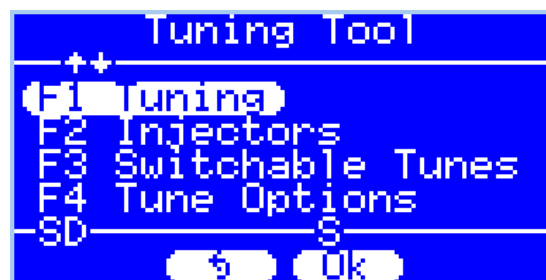 Tuning Tool
F1 Tuning
F2 Injectors
F3 Switchable Tunes
F4 Tune Options
SD S
Ok